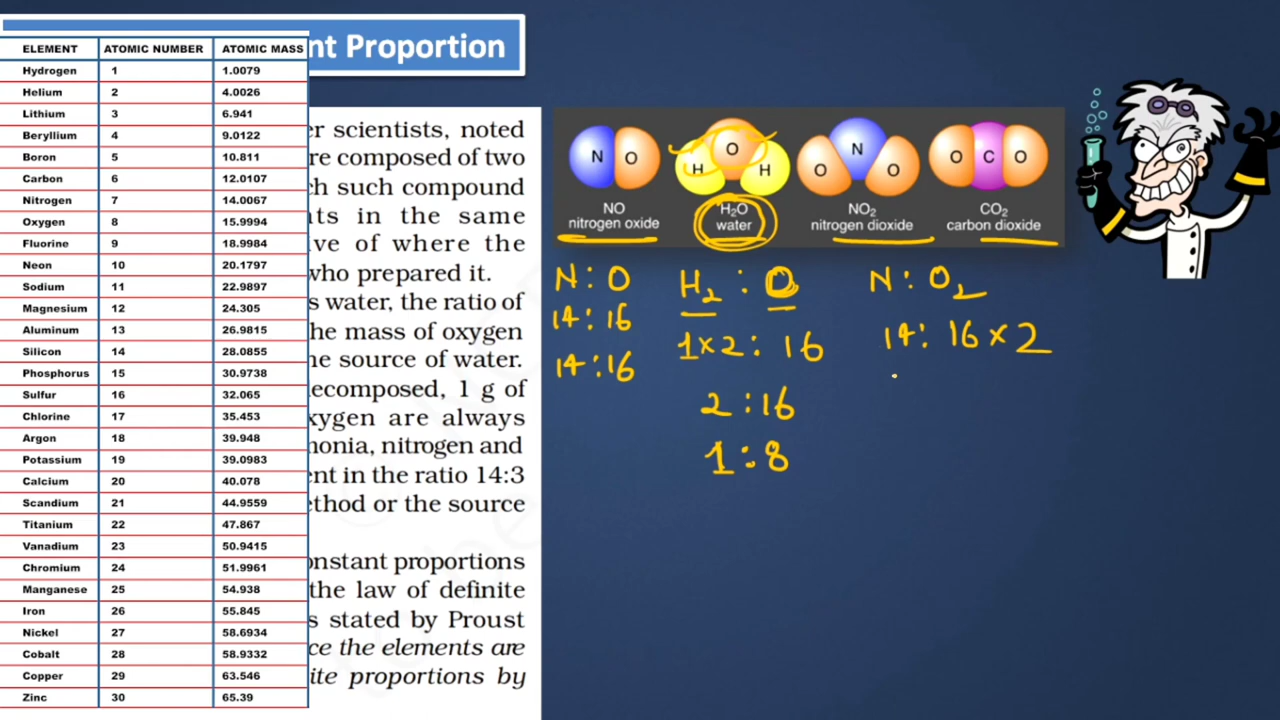 nt Proportion
ELEMENT ATOMIC NUMBER ATOMIC MASS
Hydrogen 1 1.0079
Helium 2 4.0026
Lithium 3 6.941
Beryllium 4 9.0122
Boron 5 10.811
Carbon 6 12.0107
Nitrogen 7 14.0067
Oxygen 8 15.9994
Fluorine 9 18.9984
Neon 10 20.1797
Sodium 11 22.9897
Magnesium 12 24.305
Aluminum 13 26.9815
Silicon 14 28.0855
Phosphorus 15 30.9738
Sulfur 16 32.065
Chlorine 17 35.453
Argon 18 39.948
Potassium 19 39.0983
Calcium 20 40.078
Scandium 21 44.9559
Titanium 22 47.867
Vanadium 23 50.9415
Chromium 24 51.9961
Manganese 25 54.938
Iron 26 55.845
Nickel 27 58.6934
Cobalt 28 58.9332
Copper 29 63.546
Zinc 30 65.39
er scientists, noted
re composed of two
ch such compound
nts in the same
ive of where the
who prepared it.
s water, the ratio of
he mass of oxygen
he source of water.
ecomposed, 1 g of
xygen are always
monia, nitrogen and
ent in the ratio 14:3
ethod or the source
onstant proportions
the law of definite
s stated by Proust
ce the elements are
ite proportions by
N O
H O H
O N O
O C O
NO
nitrogen oxide
H₂O
water
NO₂
nitrogen dioxide
CO₂
carbon dioxide
N : O
14 : 16
14 : 16
H₂ : O
1×2 : 16
2 : 16
1 : 8
N : O₂
14 : 16 × 2